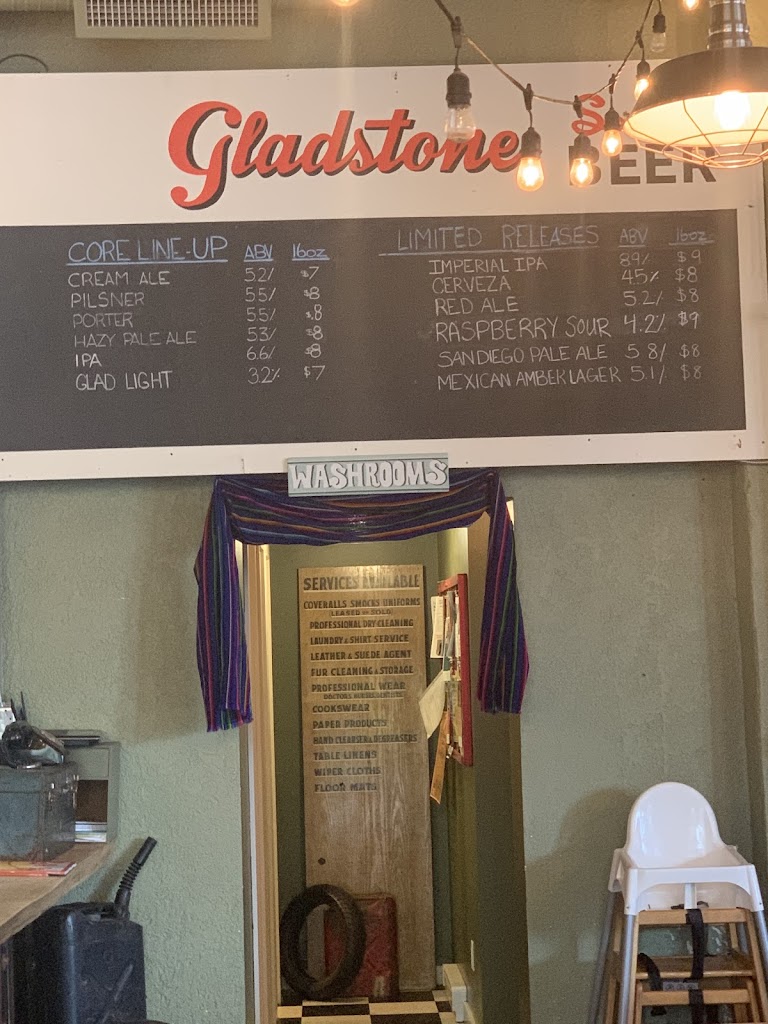 Gladstone
BEER
CORE LINE-UP ABV 16oz
CREAM ALE 5.2/ $7
PILSNER 5.5/ $8
PORTER 5.5/ $8
HAZY PALE ALE 5.3/ $8
IPA 6.6/ $8
GLAD LIGHT 3.2% $7
LIMITED RELEASES ABV 16oz
IMPERIAL IPA 8.9/ $9
CERVEZA 4.5% $8
RED ALE 5.2/ $8
RASPBERRY SOUR 4.2% $9
SAN DIEGO PALE ALE 5.8/ $8
MEXICAN AMBER LAGER 5.1/ $8
WASHROOMS
SERVICES AVAILABLE
COVERALLS SMOCKS UNIFORMS
LEASED OR SOLD
PROFESSIONAL DRY CLEANING
LAUNDRY & SHIRT SERVICE
LEATHER & SUEDE AGENT
FUR CLEANING & STORAGE
PROFESSIONAL WEAR
COOKSWEAR
PAPER PRODUCTS
HAND CLEANSER & DEGREASERS
TABLE LINENS
WIPER CLOTHS
FLOOR MATS